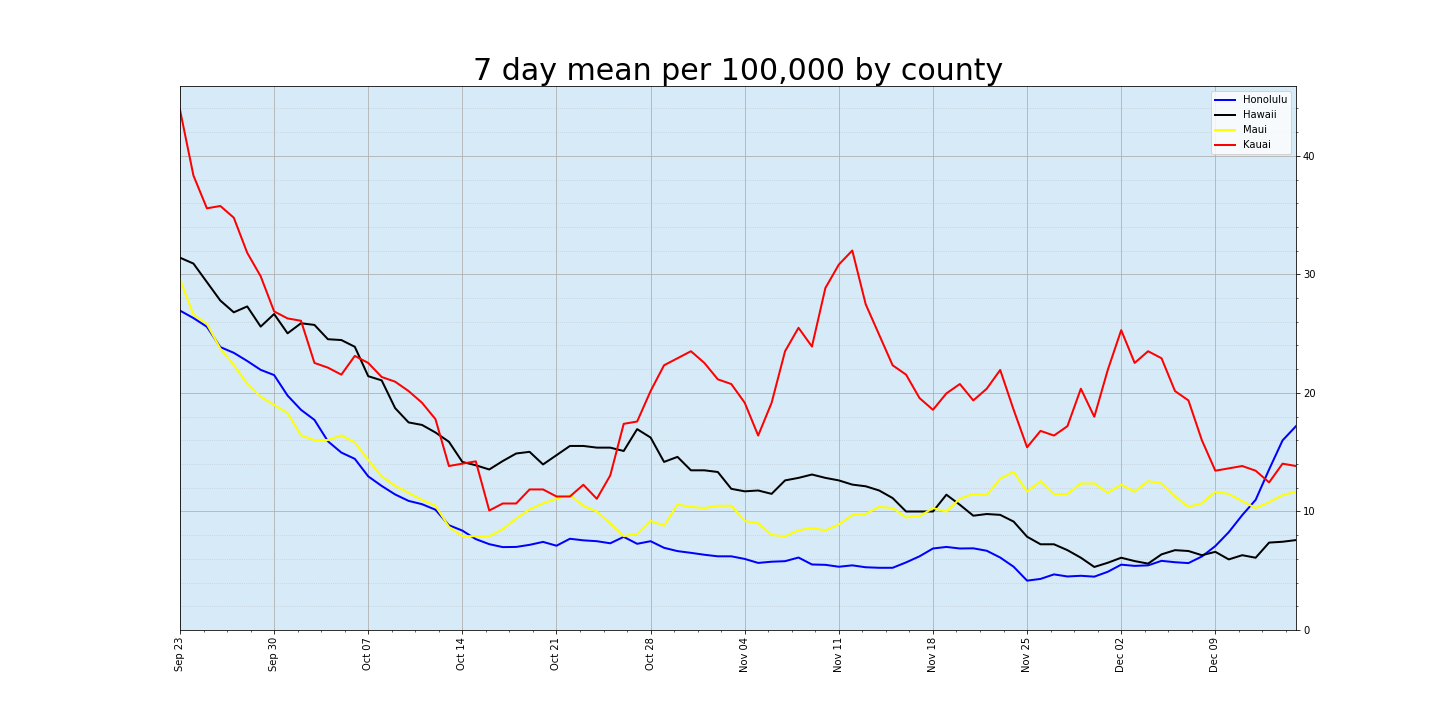 7 day mean per 100,000 by county
Honolulu
Hawaii
Maui
Kauai
40
30
20
10
0
Sep 23
Sep 30
Oct 07
Oct 14
Oct 21
Oct 28
Nov 04
Nov 11
Nov 18
Nov 25
Dec 02
Dec 09